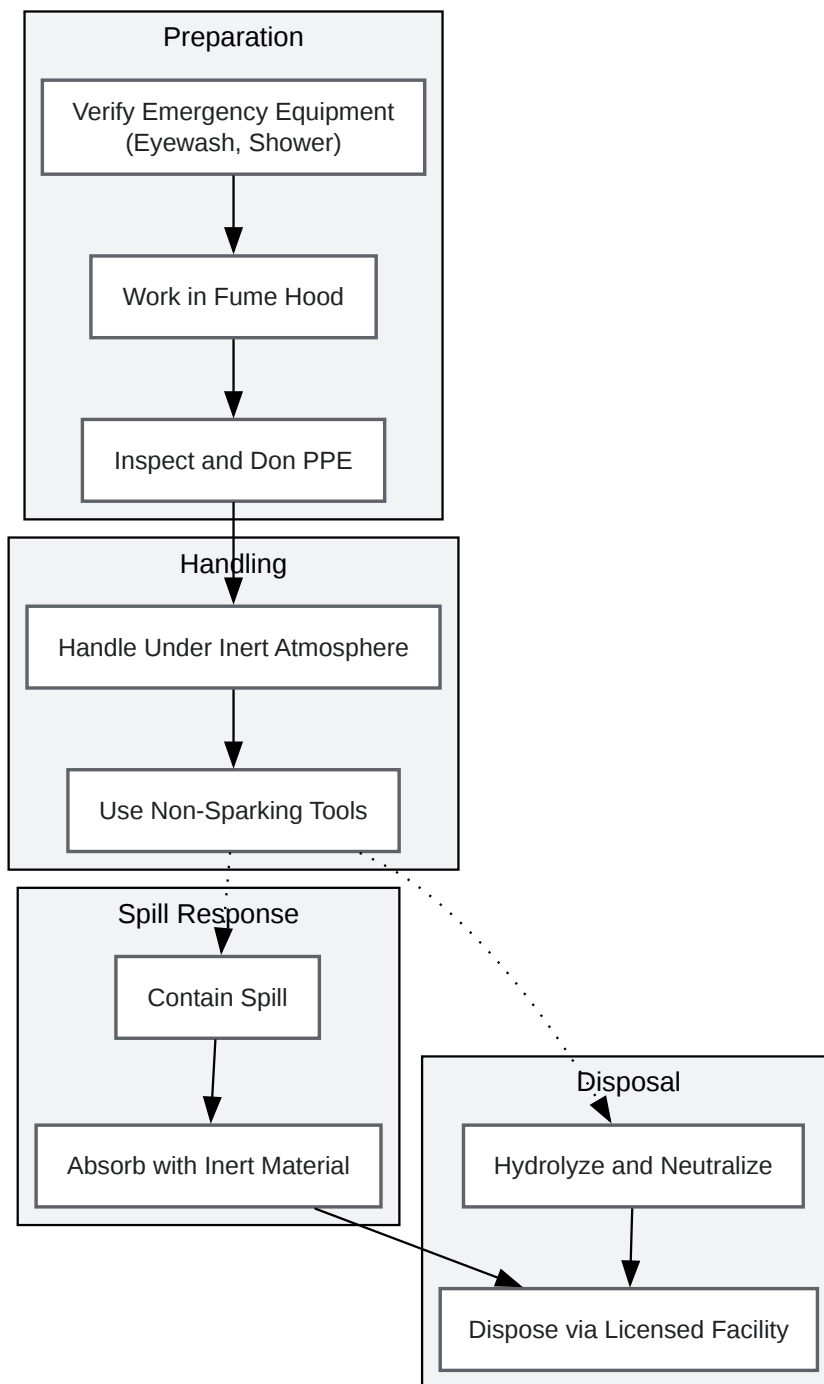 Preparation
Verify Emergency Equipment
(Eyewash, Shower)
Work in Fume Hood
Inspect and Don PPE
Handling
Handle Under Inert Atmosphere
Use Non-Sparking Tools
Spill Response
Contain Spill
Absorb with Inert Material
Disposal
Hydrolyze and Neutralize
Dispose via Licensed Facility